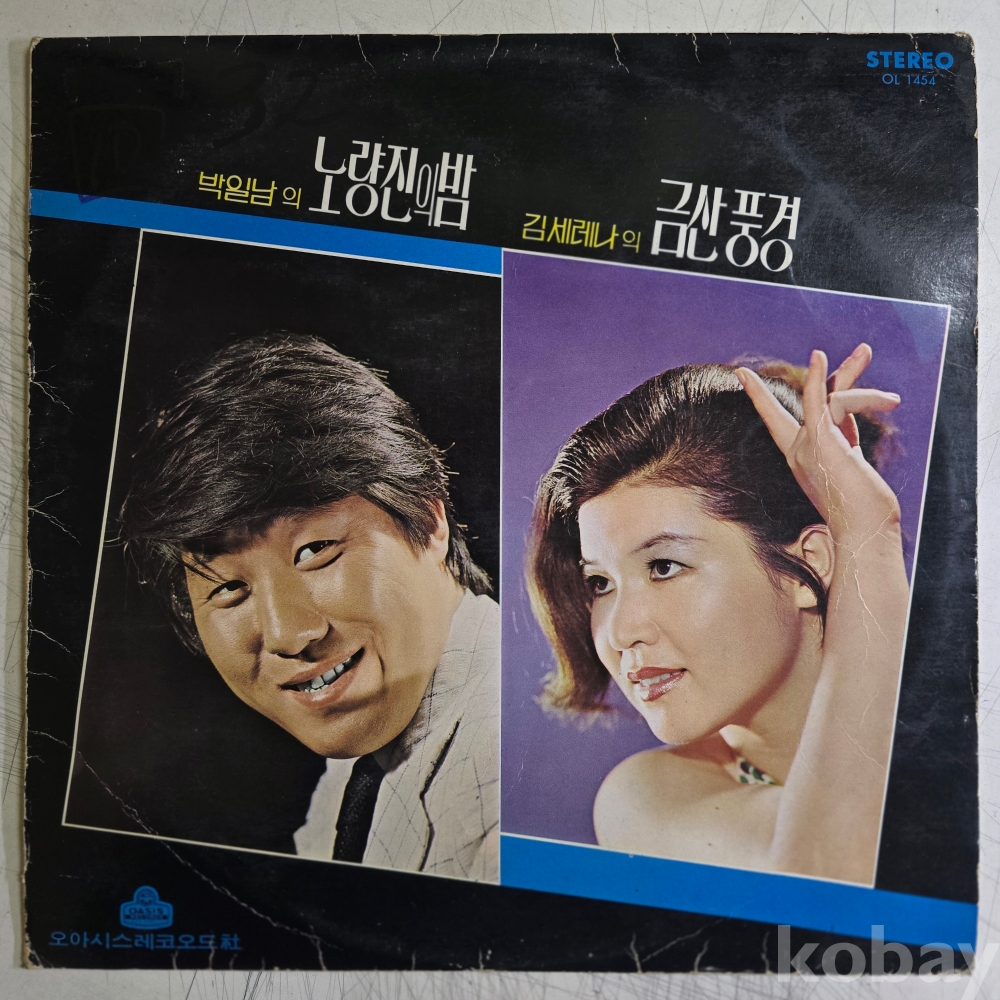 STEREO
OL 1454
박일남의 노량진의밤
김세레나의 금산풍경
OASIS
오아시스레코오드社
kobay